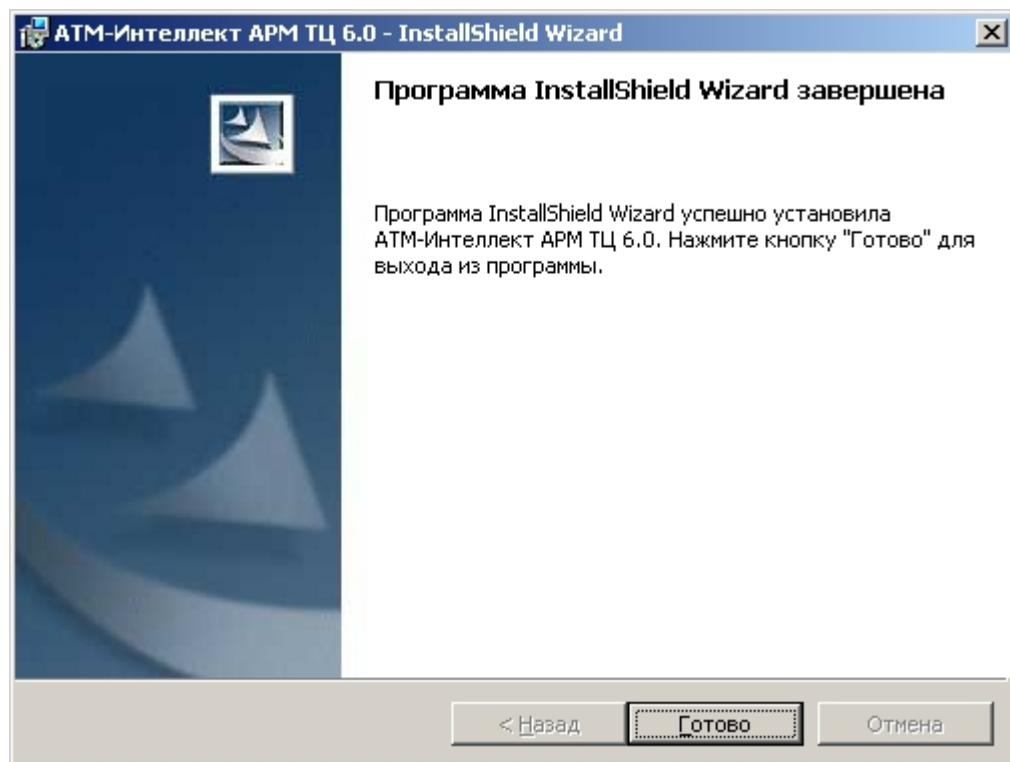 АТМ-Интеллект АРМ ТЦ 6.0 - InstallShield Wizard
Программа InstallShield Wizard завершена
Программа InstallShield Wizard успешно установила
АТМ-Интеллект АРМ ТЦ 6.0. Нажмите кнопку "Готово" для
выхода из программы.
< Назад
Готово
Отмена